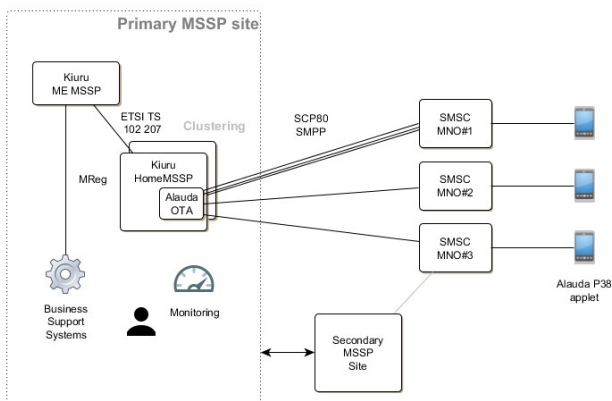 Primary MSSP site
Kiuru
ME MSSP
ETSI TS
102 207
Clustering
SCP80
SMPP
SMSC
MNO#1
Kiuru
HomeMSSP
MReg
Alauda
OTA
SMSC
MNO#2
SMSC
MNO#3
Alauda P38
applet
Business
Support
Systems
Monitoring
Secondary
MSSP
Site